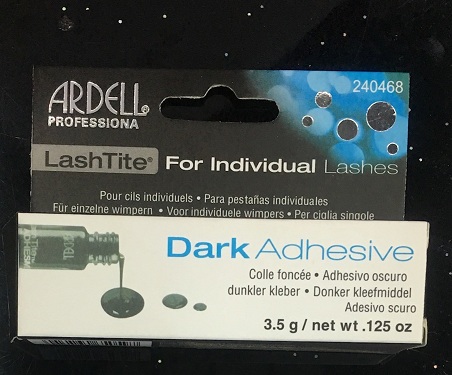 240468
ARDELL®
PROFESSIONA
LashTite® For Individual Lashes
Pour cils individuels • Para pestañas individuales
Für einzelne wimpern • Voor individuele wimpers • Per ciglia singole
Dark Adhesive
Colle foncée • Adhesivo oscuro
dunkler kleber • Donker kleefmiddel
Adesivo scuro
3.5 g / net wt .125 oz